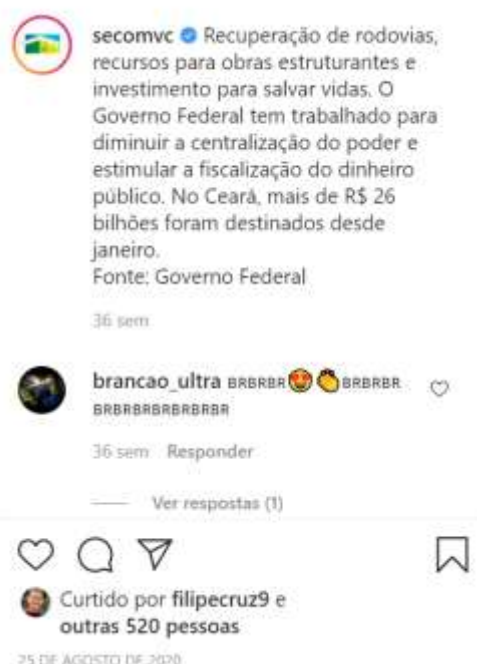 secomvc Recuperação de rodovias,
recursos para obras estruturantes e
investimento para salvar vidas. O
Governo Federal tem trabalhado para
diminuir a centralização do poder e
estimular a fiscalização do dinheiro
público. No Ceará, mais de R$ 26
bilhões foram destinados desde
janeiro.
Fonte: Governo Federal
36 sem
brancao_ultra BRBRBR😍👏BRBRBR
BRBRBRBRBRBRBR
36 sem Responder
Ver respostas (1)
Curtido por filipecruz9 e
outras 520 pessoas
25 DE AGOSTO DE 2020